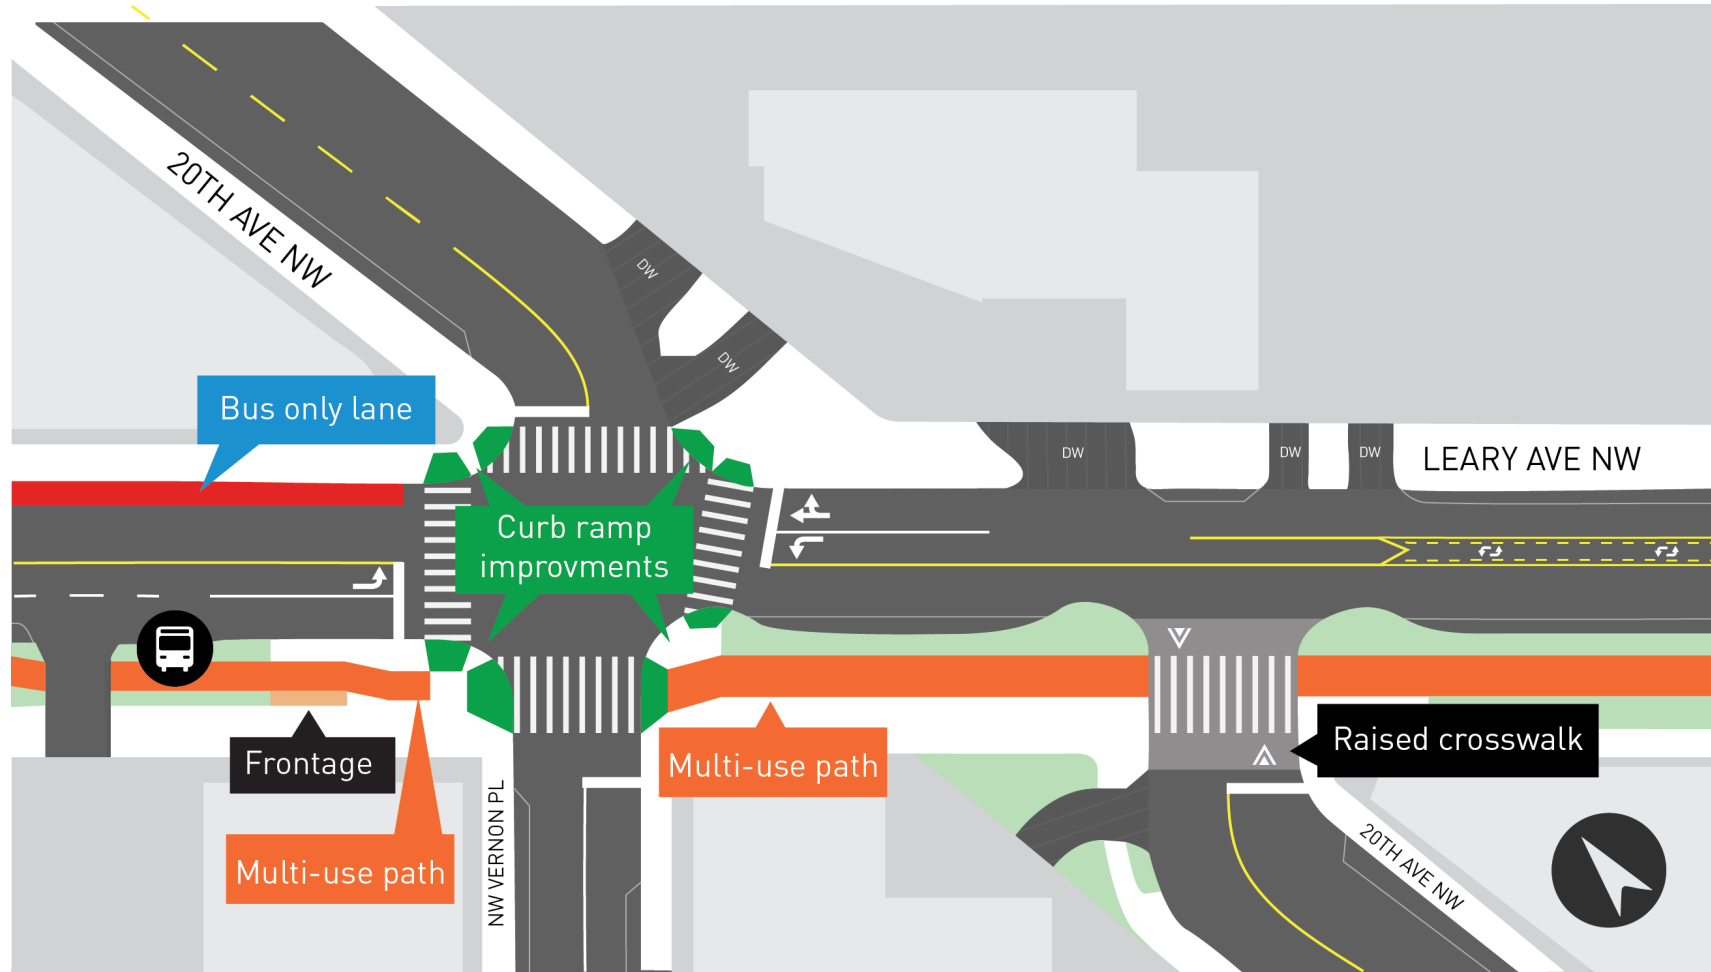 20TH AVE NW
DW
DW
Bus only lane
DW
DW
DW
LEARY AVE NW
Curb ramp
improvments
Frontage
Multi-use path
Multi-use path
Raised crosswalk
NW VERNON PL
20TH AVE NW